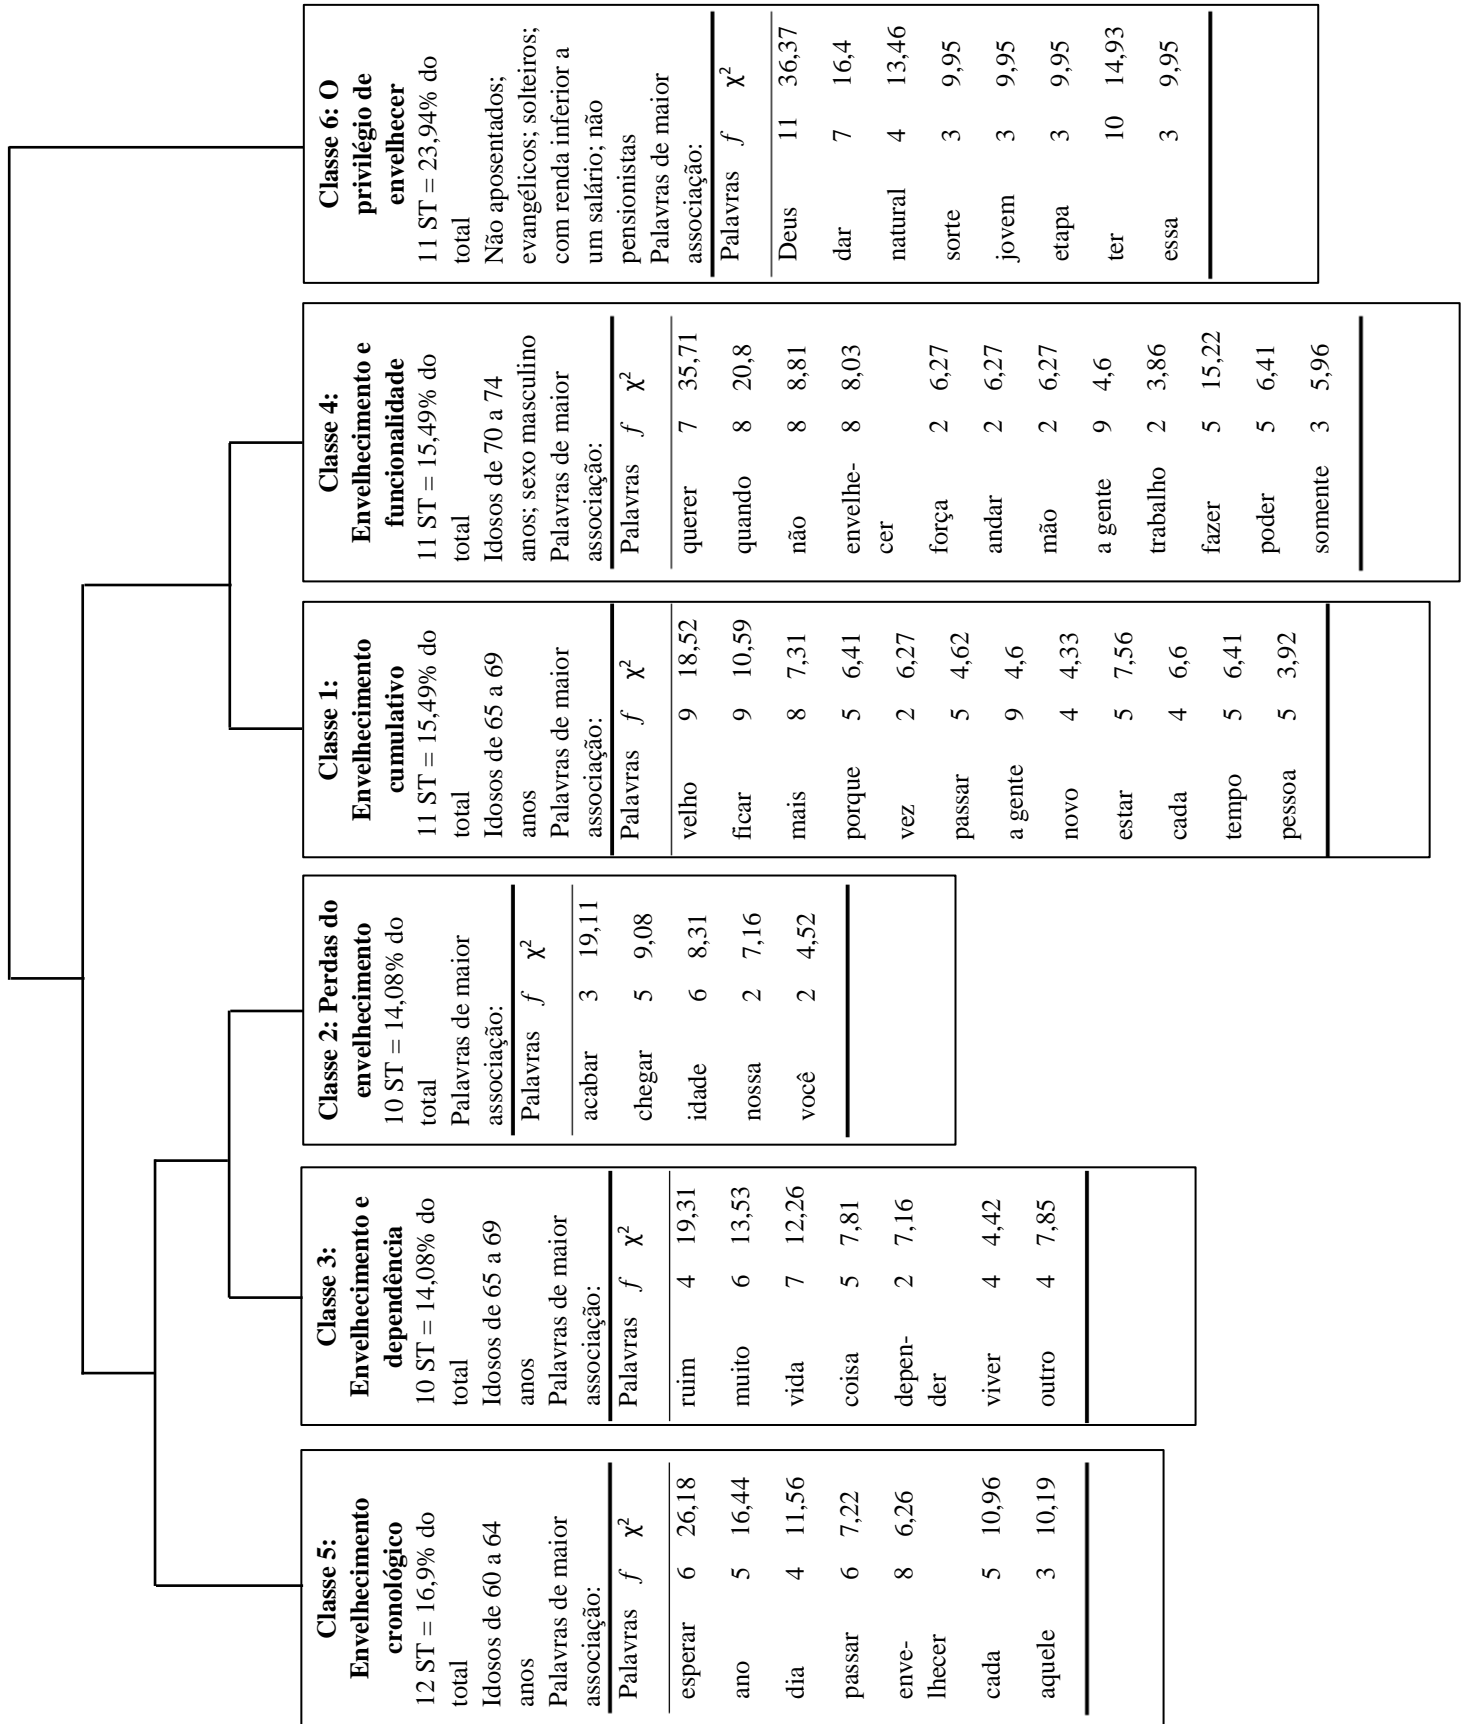 Classe 5:
Envelhecimento
cronológico
12 ST = 16,9% do
total
Idosos de 60 a 64
anos
Palavras de maior
associação:
Palavras f χ²
esperar 6 26,18
ano 5 16,44
dia 4 11,56
passar 6 7,22
enve- 8 6,26
lhecer
cada 5 10,96
aquele 3 10,19
Classe 3:
Envelhecimento e
dependência
10 ST = 14,08% do
total
Idosos de 65 a 69
anos
Palavras de maior
associação:
Palavras f χ²
ruim 4 19,31
muito 6 13,53
vida 7 12,26
coisa 5 7,81
depen- 2 7,16
der
viver 4 4,42
outro 4 7,85
Classe 2: Perdas do
envelhecimento
10 ST = 14,08% do
total
Palavras de maior
associação:
Palavras f χ²
acabar 3 19,11
chegar 5 9,08
idade 6 8,31
nossa 2 7,16
você 2 4,52
Classe 1:
Envelhecimento
cumulativo
11 ST = 15,49% do
total
Idosos de 65 a 69
anos
Palavras de maior
associação:
Palavras f χ²
velho 9 18,52
ficar 9 10,59
mais 8 7,31
porque 5 6,41
vez 2 6,27
passar 5 4,62
a gente 9 4,6
novo 4 4,33
estar 5 7,56
cada 4 6,6
tempo 5 6,41
pessoa 5 3,92
Classe 4:
Envelhecimento e
funcionalidade
11 ST = 15,49% do
total
Idosos de 70 a 74
anos; sexo masculino
Palavras de maior
associação:
Palavras f χ²
querer 7 35,71
quando 8 20,8
não 8 8,81
envelhe- 8 8,03
cer
força 2 6,27
andar 2 6,27
mão 2 6,27
a gente 9 4,6
trabalho 2 3,86
fazer 5 15,22
poder 5 6,41
somente 3 5,96
Classe 6: O
privilégio de
envelhecer
11 ST = 23,94% do
total
Não aposentados;
evangélicos; solteiros;
com renda inferior a
um salário; não
pensionistas
Palavras de maior
associação:
Palavras f χ²
Deus 11 36,37
dar 7 16,4
natural 4 13,46
sorte 3 9,95
jovem 3 9,95
etapa 3 9,95
ter 10 14,93
essa 3 9,95